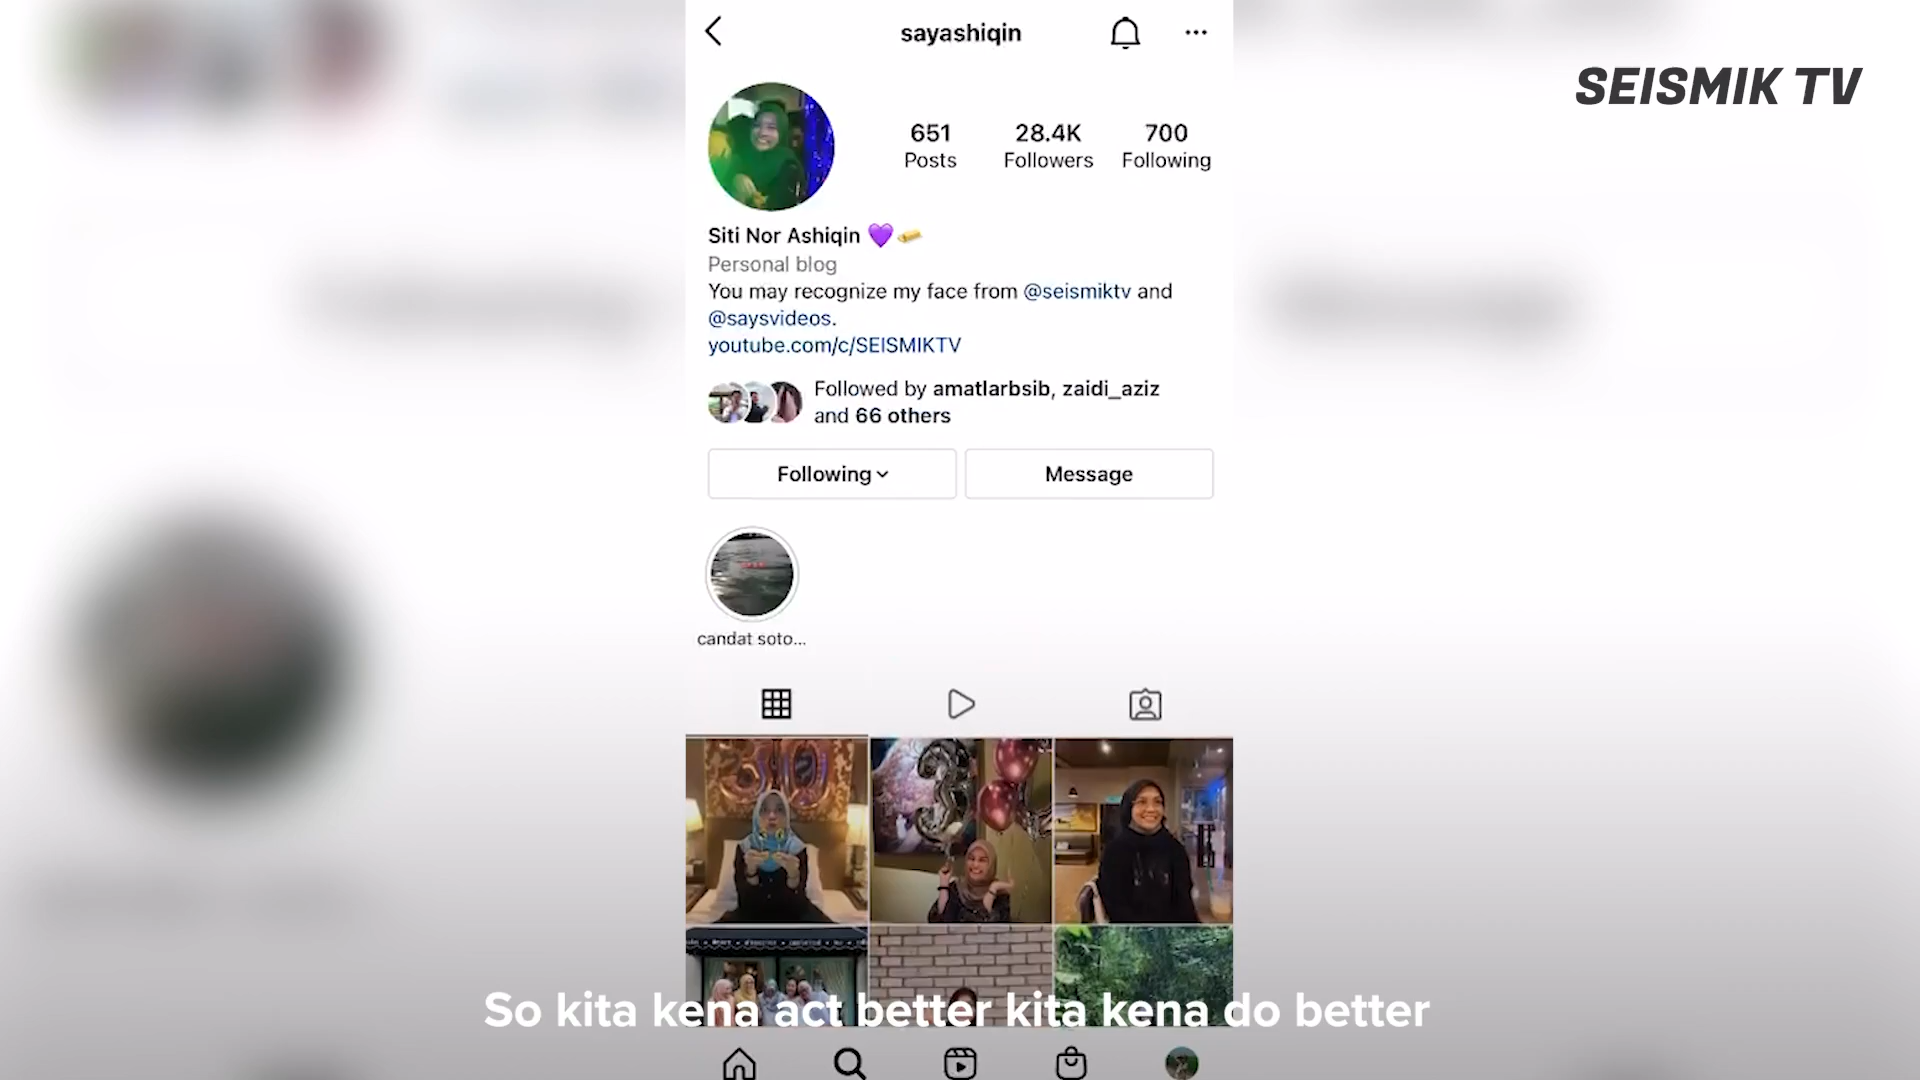 sayashiqin
SEISMIK TV
651
Posts
28.4K
Followers
700
Following
Siti Nor Ashiqin
Personal blog
You may recognize my face from @seismiktv and
@saysvideos.
youtube.com/c/SEISMIKTV
Followed by amatlarbsib, zaidi_aziz
and 66 others
Following
Message
candat soto...
So kita kena act better kita kena do better